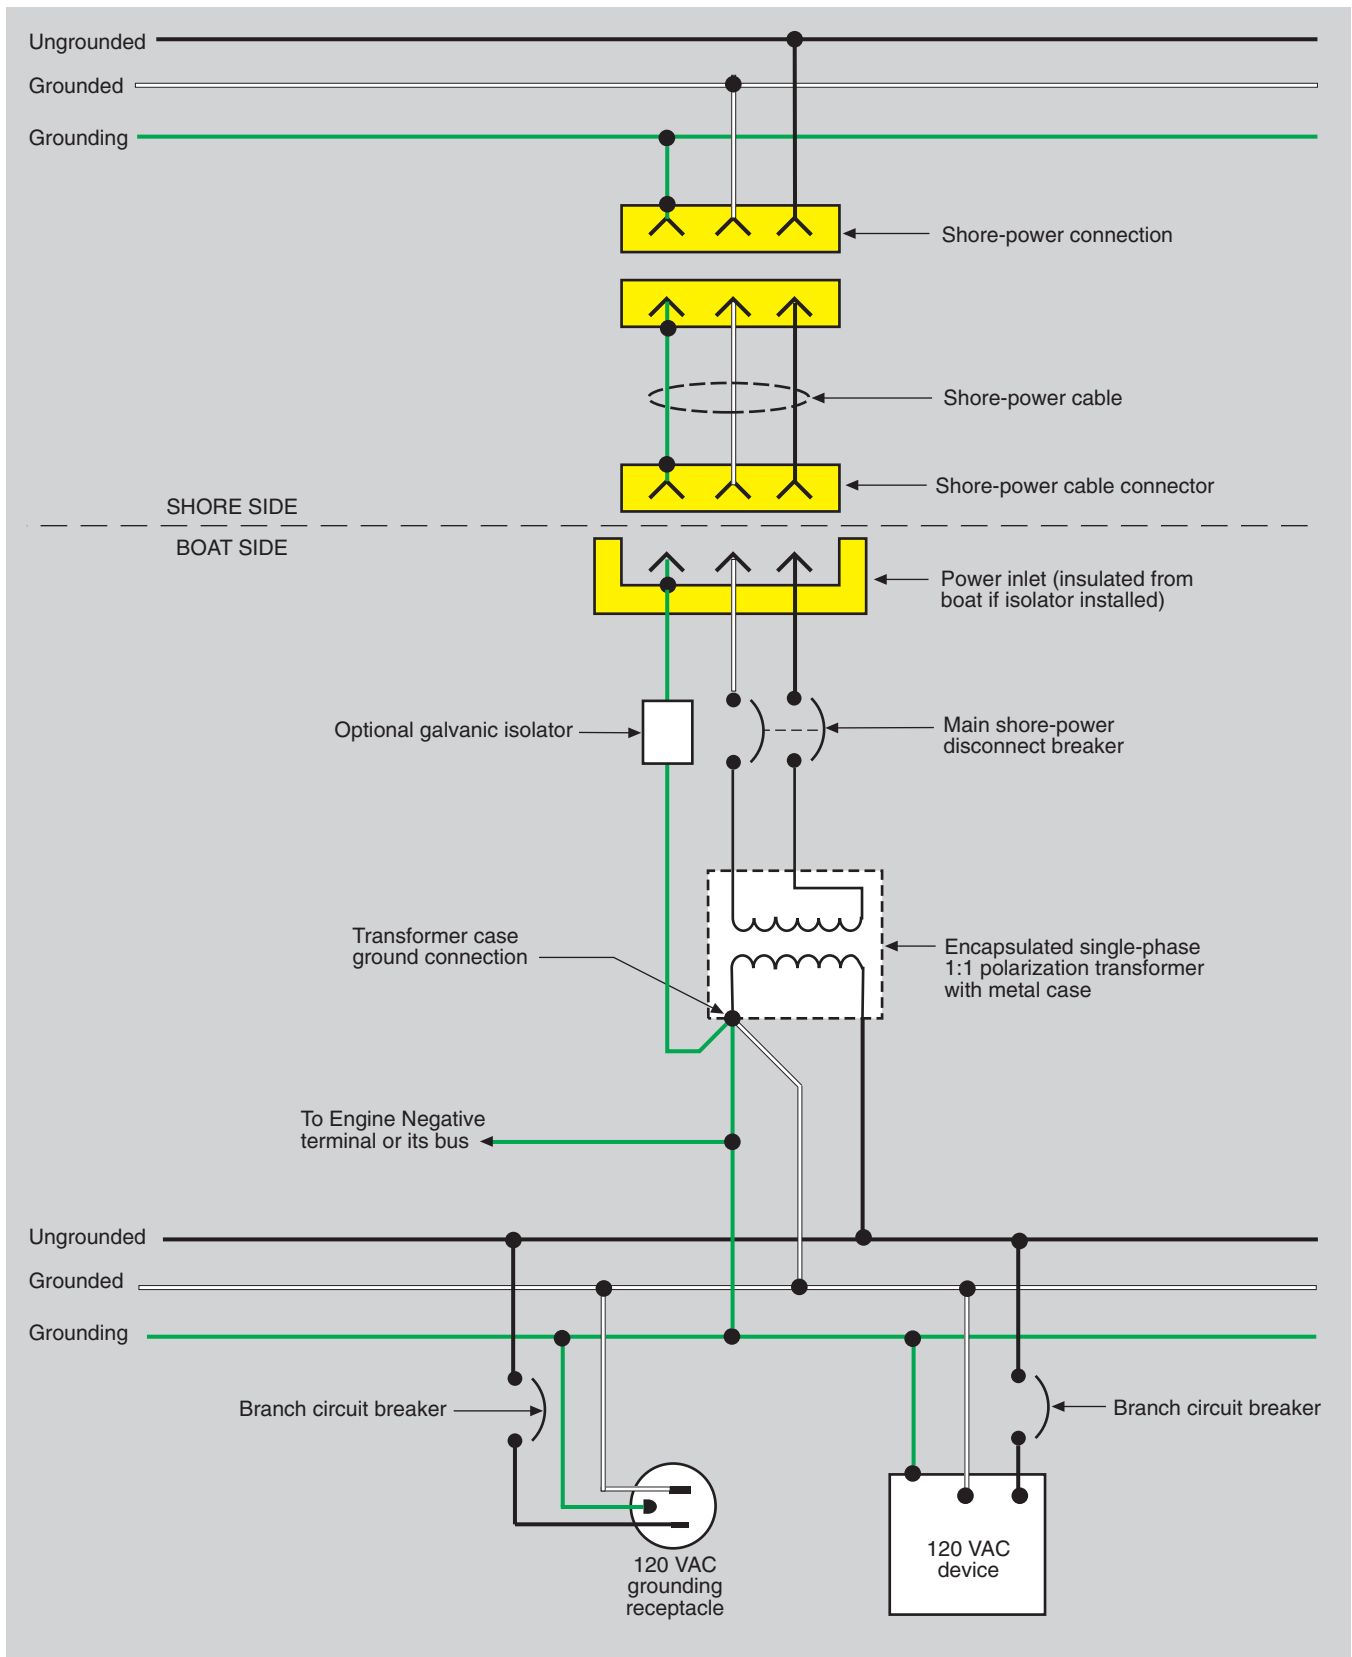 Ungrounded
Grounded
Grounding
Shore-power connection
Shore-power cable
Shore-power cable connector
SHORE SIDE
BOAT SIDE
Power inlet (insulated from
boat if isolator installed)
Optional galvanic isolator
Main shore-power
disconnect breaker
Transformer case
ground connection
Encapsulated single-phase
1:1 polarization transformer
with metal case
To Engine Negative
terminal or its bus
Ungrounded
Grounded
Grounding
Branch circuit breaker
Branch circuit breaker
120 VAC
grounding
receptacle
120 VAC
device